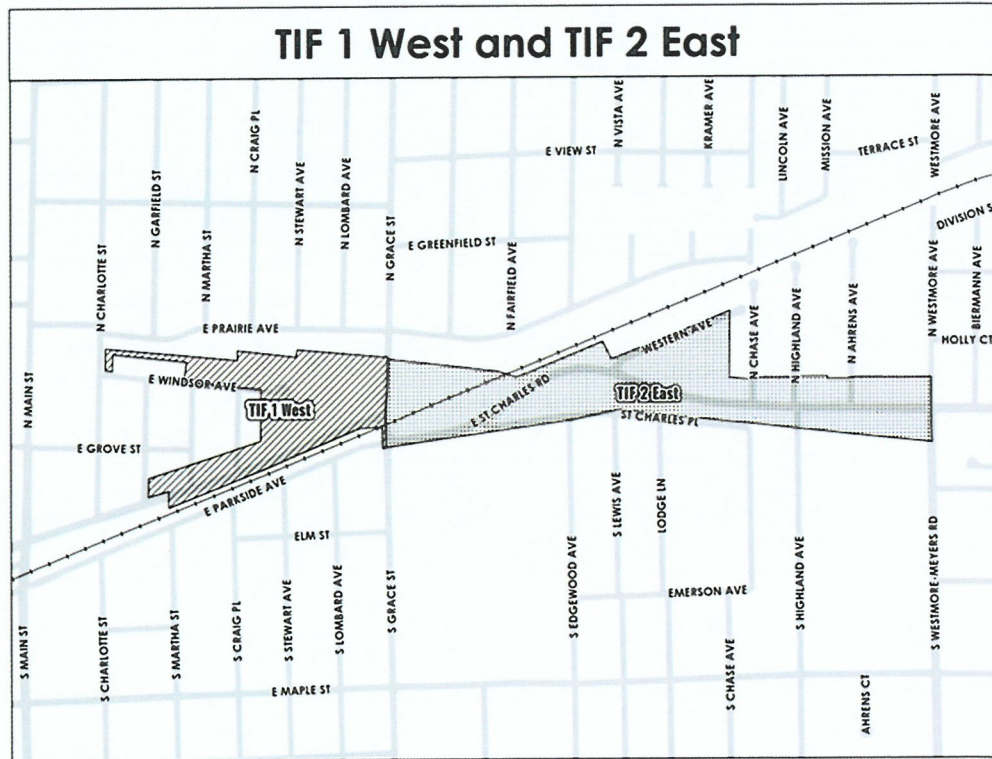 TIF 1 West and TIF 2 East
N VISTA AVE
KRAMER AVE
LINCOLN AVE
MISSION AVE
WESTMORE AVE
TERRACE ST
E VIEW ST
N CRAIG PL
N GARFIELD ST
N STEWART AVE
N LOMBARD AVE
N MARTHA ST
N CHARLOTTE ST
N GRACE ST
E GREENFIELD ST
N FAIRFIELD AVE
DIVISION S
N WESTMORE AVE
BIERMANN AVE
N AHRENS AVE
N HIGHLAND AVE
N CHASE AVE
HOLLY CT
E PRAIRIE AVE
WESTERN AVE
N MAIN ST
E WINDSOR AVE
TIF 1 West
E ST CHARLES RD
TIF 2 East
ST CHARLES PL
E GROVE ST
E PARKSIDE AVE
ELM ST
S LEWIS AVE
LODGE LN
S MAIN ST
S CHARLOTTE ST
S MARTHA ST
S CRAIG PL
S STEWART AVE
S LOMBARD AVE
S GRACE ST
S EDGEWOOD AVE
EMERSON AVE
S HIGHLAND AVE
S WESTMORE-MEYERS RD
E MAPLE ST
S CHASE AVE
AHRENS CT